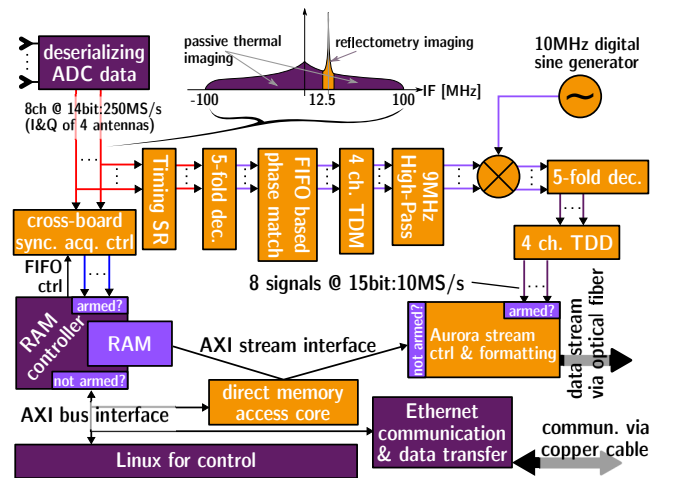 deserializing
ADC data
8ch @ 14bit:250MS/s
(I&Q of 4 antennas)
passive thermal
imaging
reflectometry imaging
-100
12.5
100
IF [MHz]
10MHz digital
sine generator
~
Timing SR
5-fold dec.
FIFO based
phase match
4 ch. TDM
9MHz
High-Pass
5-fold dec.
4 ch. TDD
cross-board
sync. acq. ctrl
FIFO
ctrl
8 signals @ 15bit:10MS/s
armed?
RAM
controller
RAM
not armed?
AXI stream interface
not armed?
armed?
Aurora stream
ctrl & formatting
data stream
via optical fiber
direct memory
access core
AXI bus interface
Ethernet
communication
& data transfer
commun. via
copper cable
Linux for control